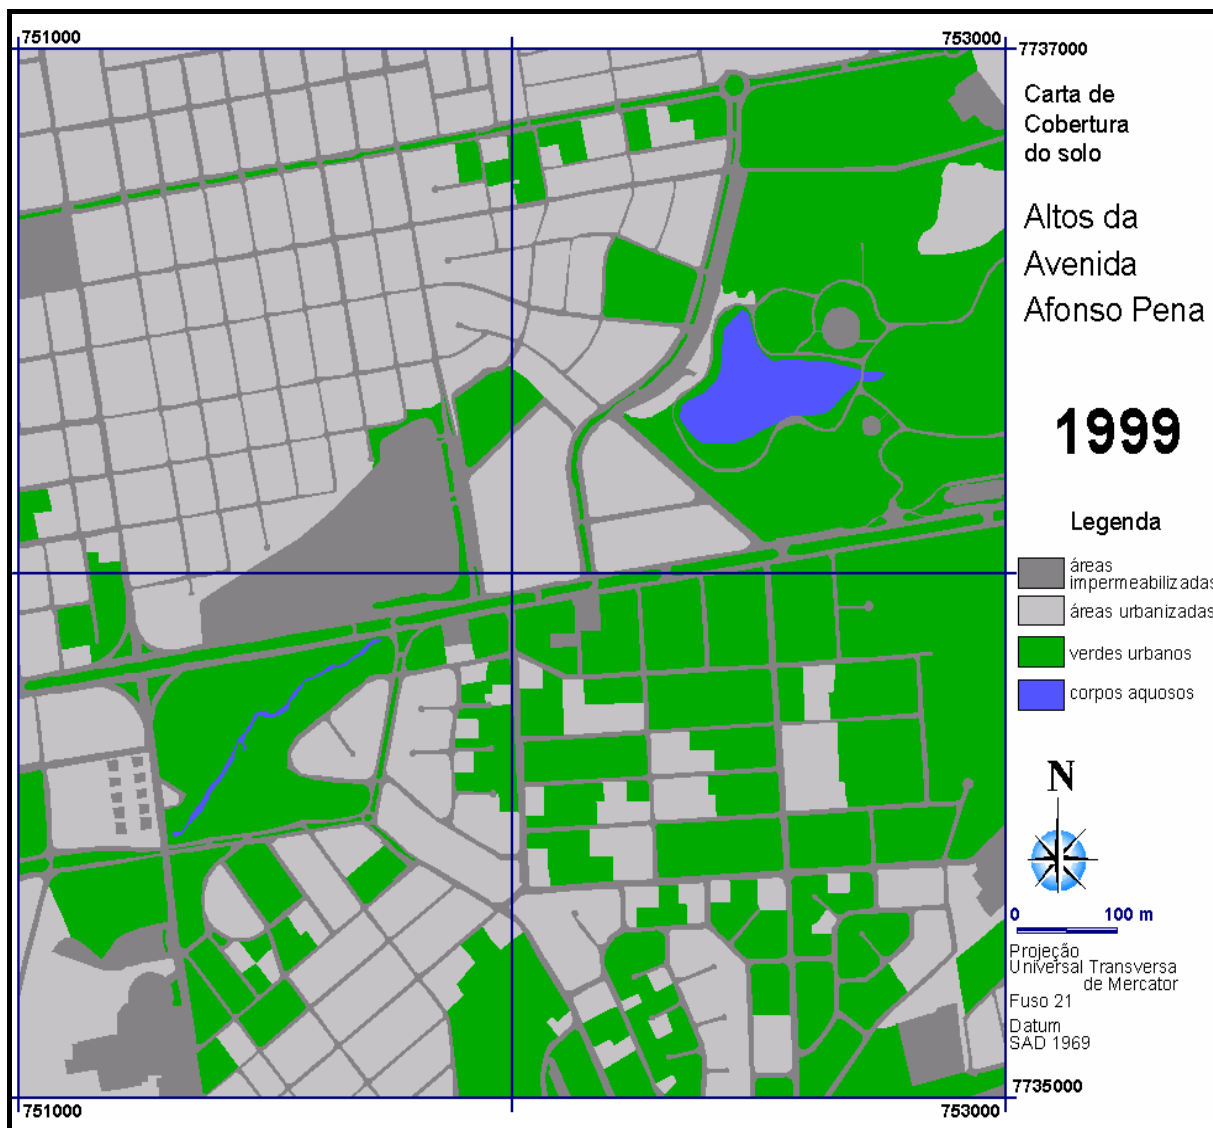 751000
753000
7737000
Carta de
Cobertura
do solo
Altos da
Avenida
Afonso Pena
1999
Legenda
áreas
impermeabilizadas
áreas urbanizadas
verdes urbanos
corpos aquosos
N
0 100 m
Projeção
Universal Transversa
de Mercator
Fuso 21
Datum
SAD 1969
7735000
751000
753000